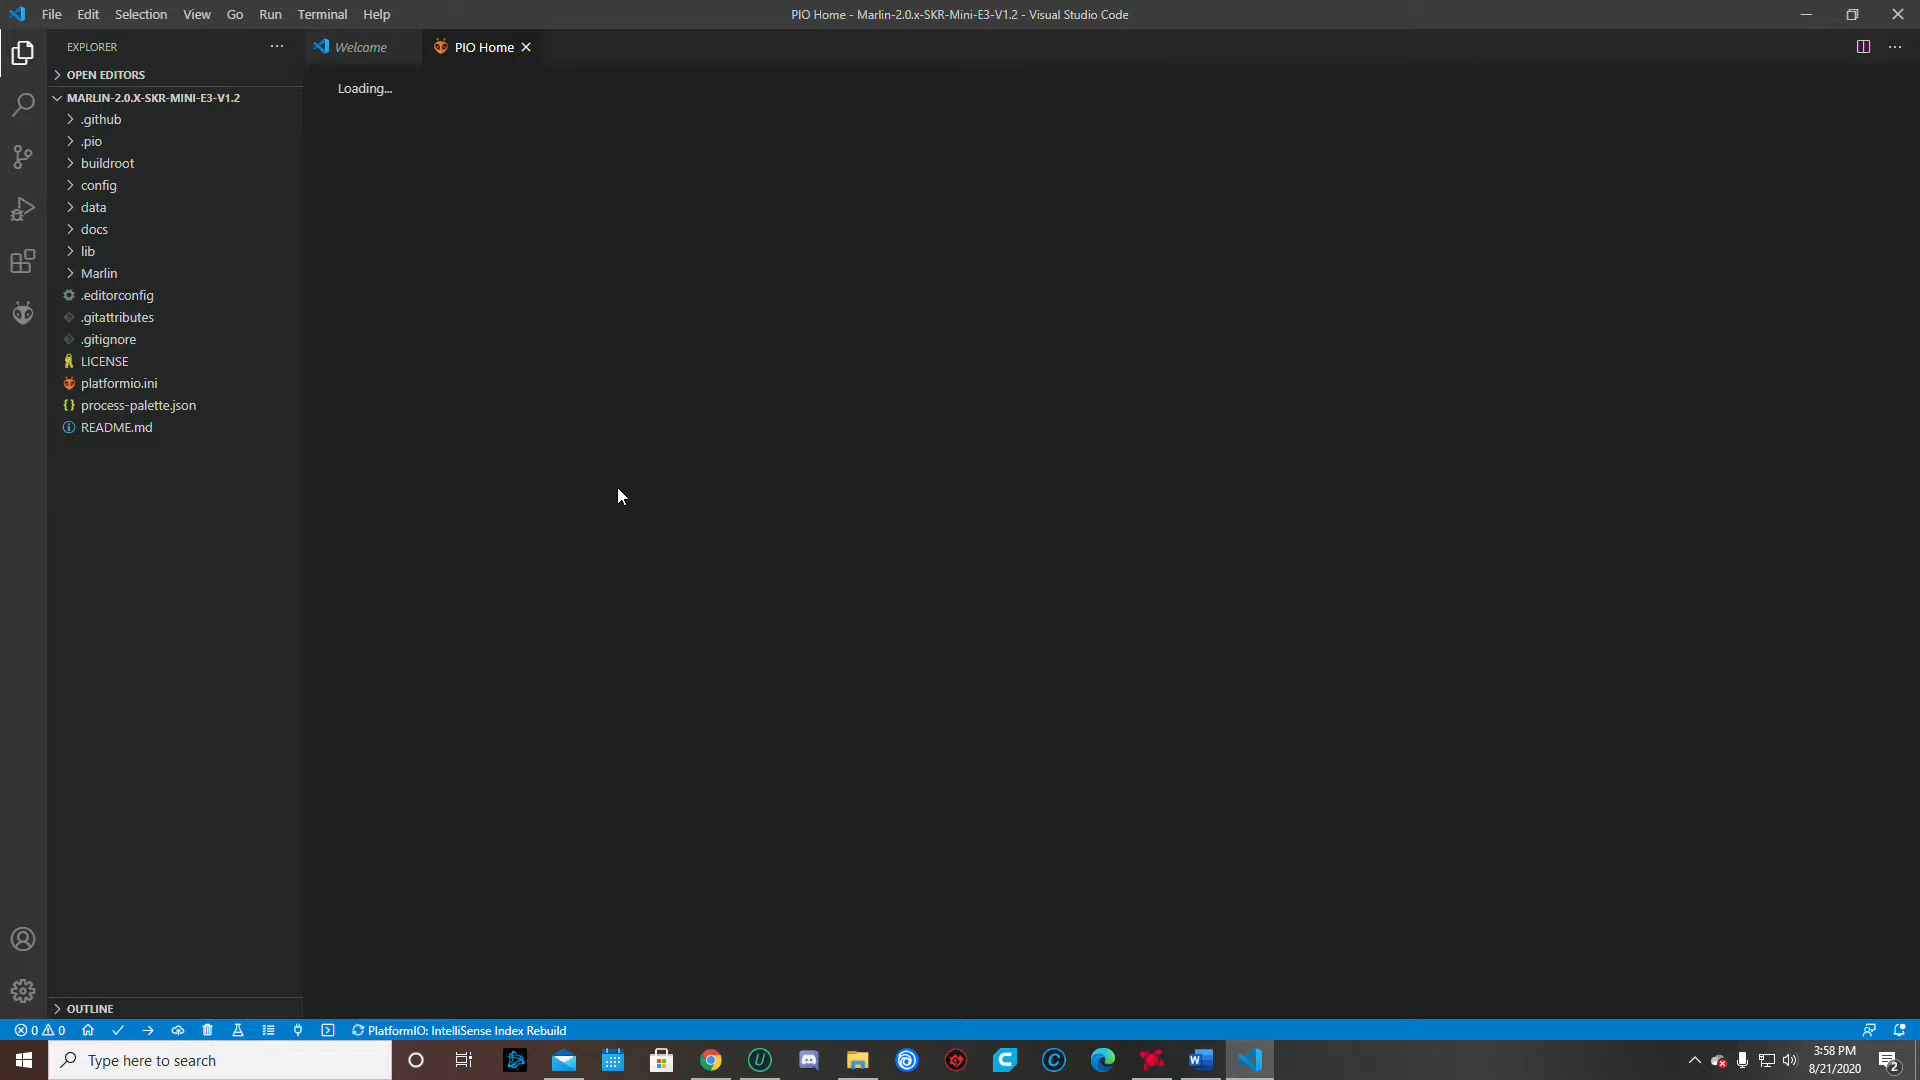 File Edit Selection View Go Run Terminal Help
PIO Home - Marlin-2.0.x-SKR-Mini-E3-V1.2 - Visual Studio Code
EXPLORER
Welcome
PIO Home
OPEN EDITORS
Loading...
MARLIN-2.0.X-SKR-MINI-E3-V1.2
.github
.pio
buildroot
config
data
docs
lib
Marlin
.editorconfig
.gitattributes
.gitignore
LICENSE
platformio.ini
process-palette.json
README.md
OUTLINE
0 0 PlatformIO: IntelliSense Index Rebuild
Type here to search
3:58 PM
8/21/2020
2